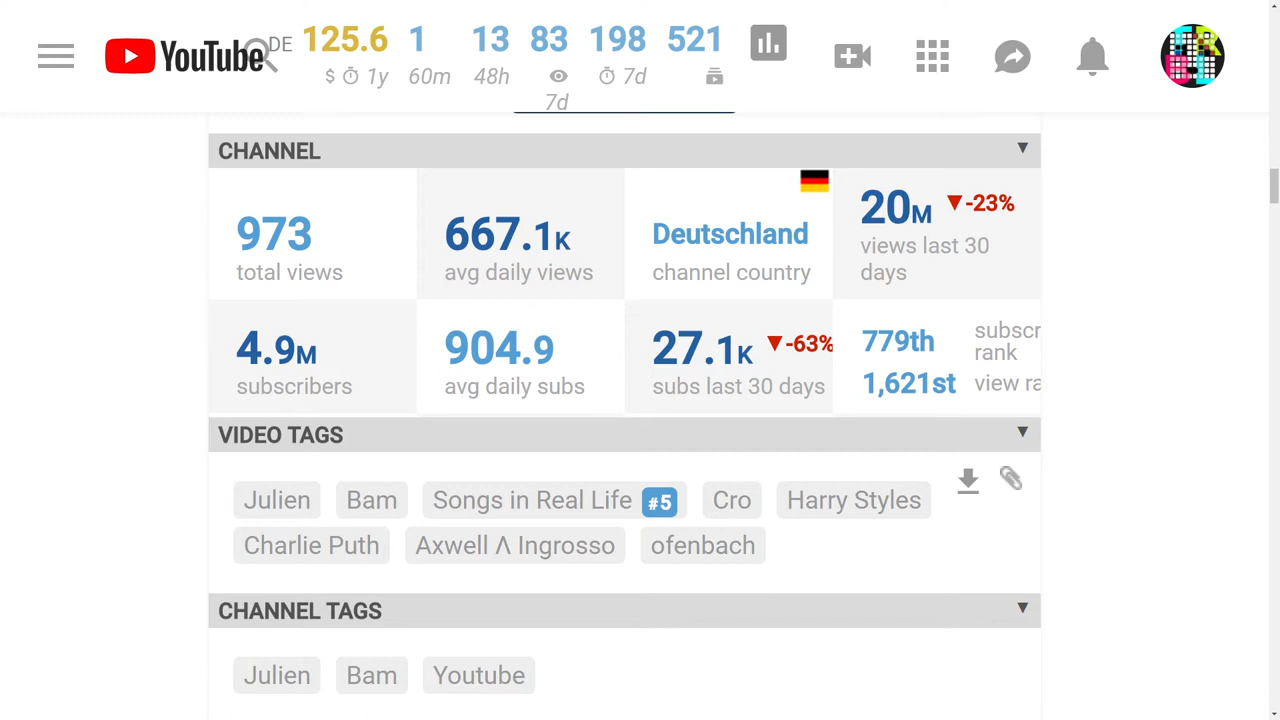 YouTube DE 125.6 1 13 83 198 521
$ 1y 60m 48h 7d
7d
CHANNEL ▼
973 667.1K Deutschland 20M ▼-23%
total views avg daily views channel country views last 30 days
4.9M 904.9 27.1K ▼-63% 779th subscr rank
subscribers avg daily subs subs last 30 days 1,621st view ra
VIDEO TAGS ▼
Julien Bam Songs in Real Life #5 Cro Harry Styles
Charlie Puth Axwell Λ Ingrosso ofenbach
CHANNEL TAGS ▼
Julien Bam Youtube